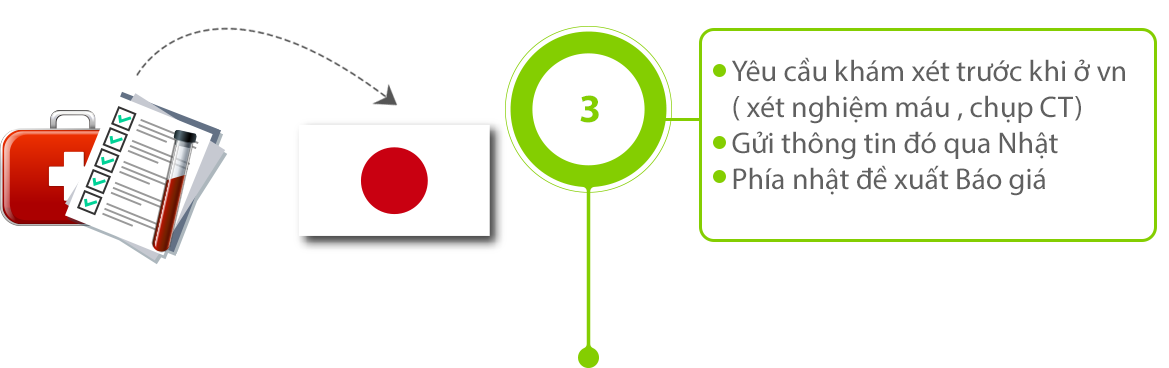 3
Yêu cầu khám xét trước khi ở vn
( xét nghiệm máu , chụp CT)
Gửi thông tin đó qua Nhật
Phía nhật đề xuất Báo giá